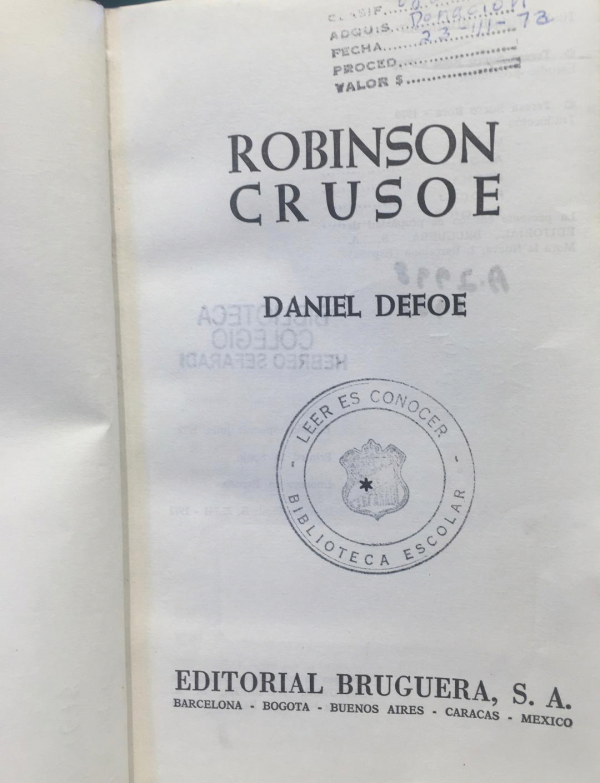 CLASIF.
ADQUIS. Donación
FECHA 23-III-73
PROCED.
VALOR $
ROBINSON
CRUSOE
DANIEL DEFOE
BIBLIOTECA
COLEGIO
HEBREO SEFARADI
- LEER ES CONOCER -
BIBLIOTECA ESCOLAR
*
EDITORIAL BRUGUERA, S. A.
BARCELONA - BOGOTA - BUENOS AIRES - CARACAS - MEXICO